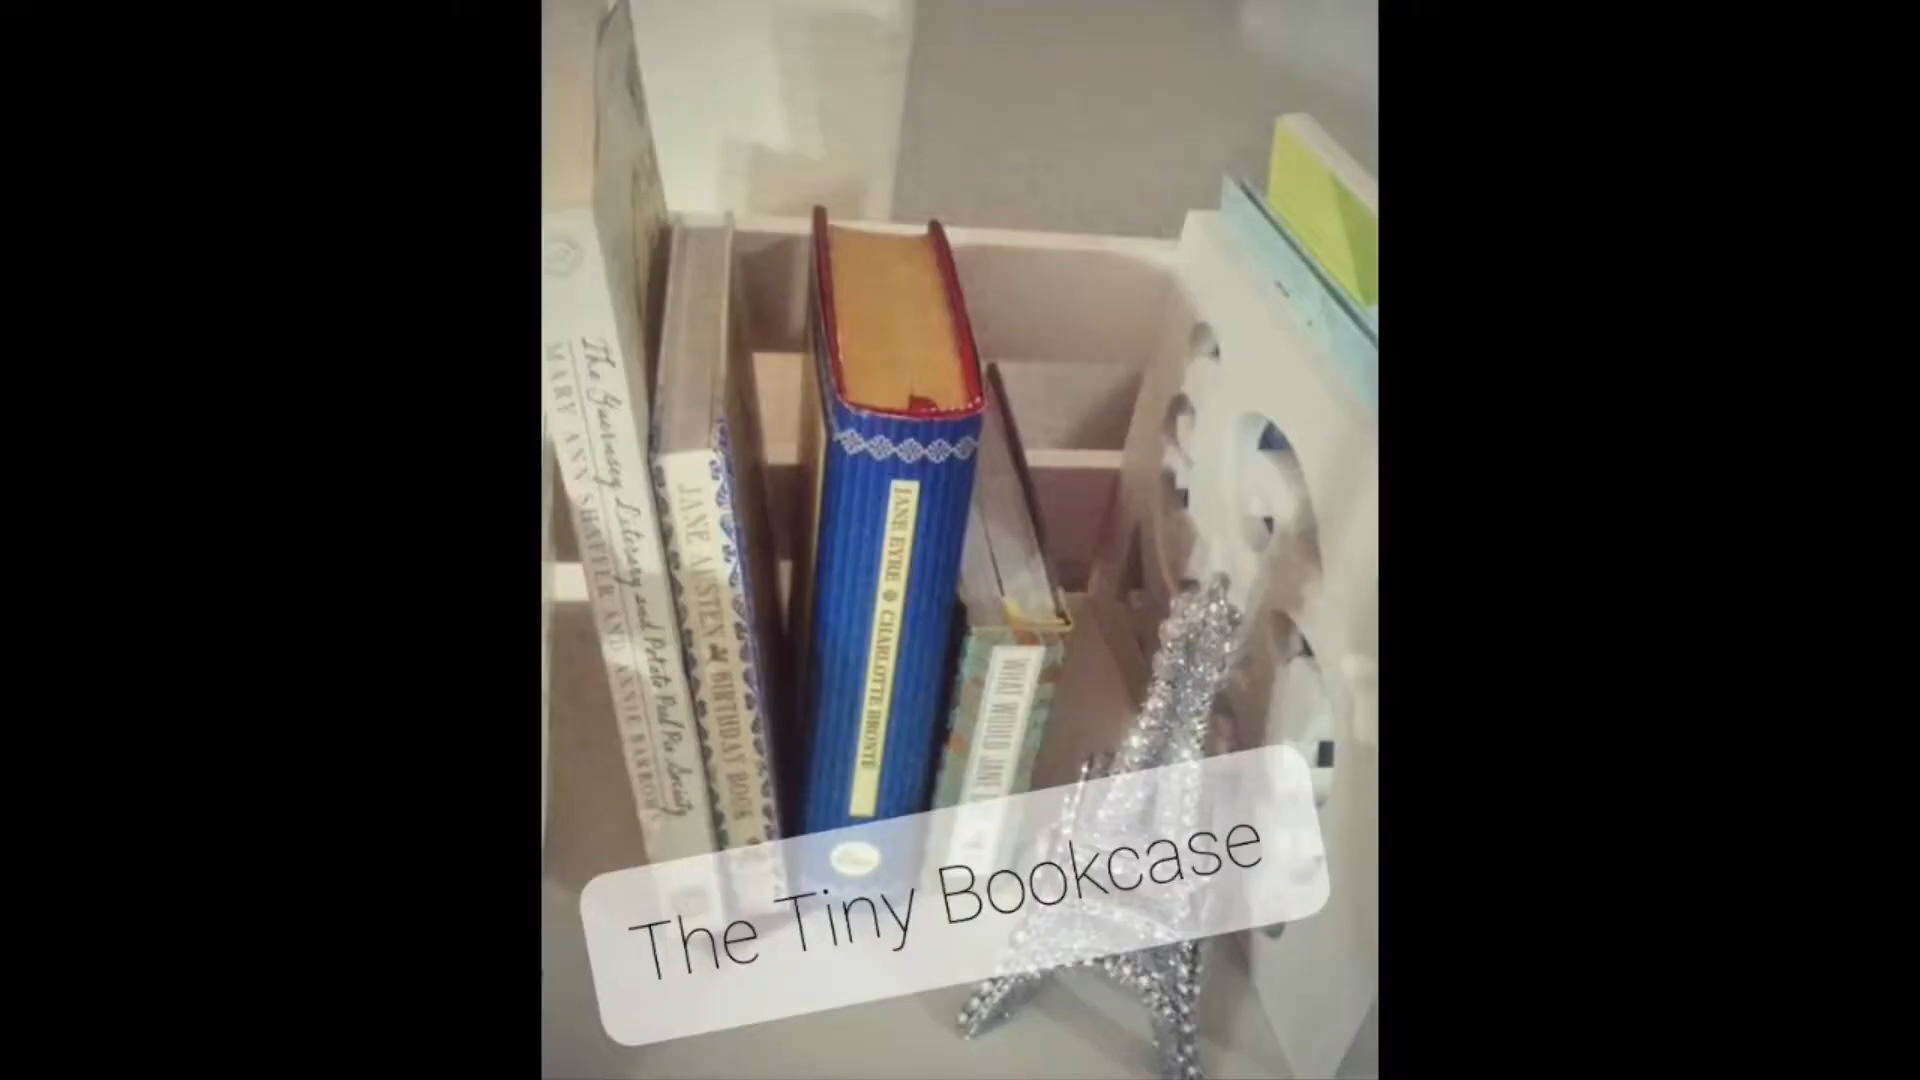 The Guernsey Literary and Potato Peel Pie Society
MARY ANN SHAFFER AND ANNIE BARROWS
JANE AUSTEN BIRTHDAY BOOK
JANE EYRE CHARLOTTE BRONTË
WHAT WOULD JANE
The Tiny Bookcase